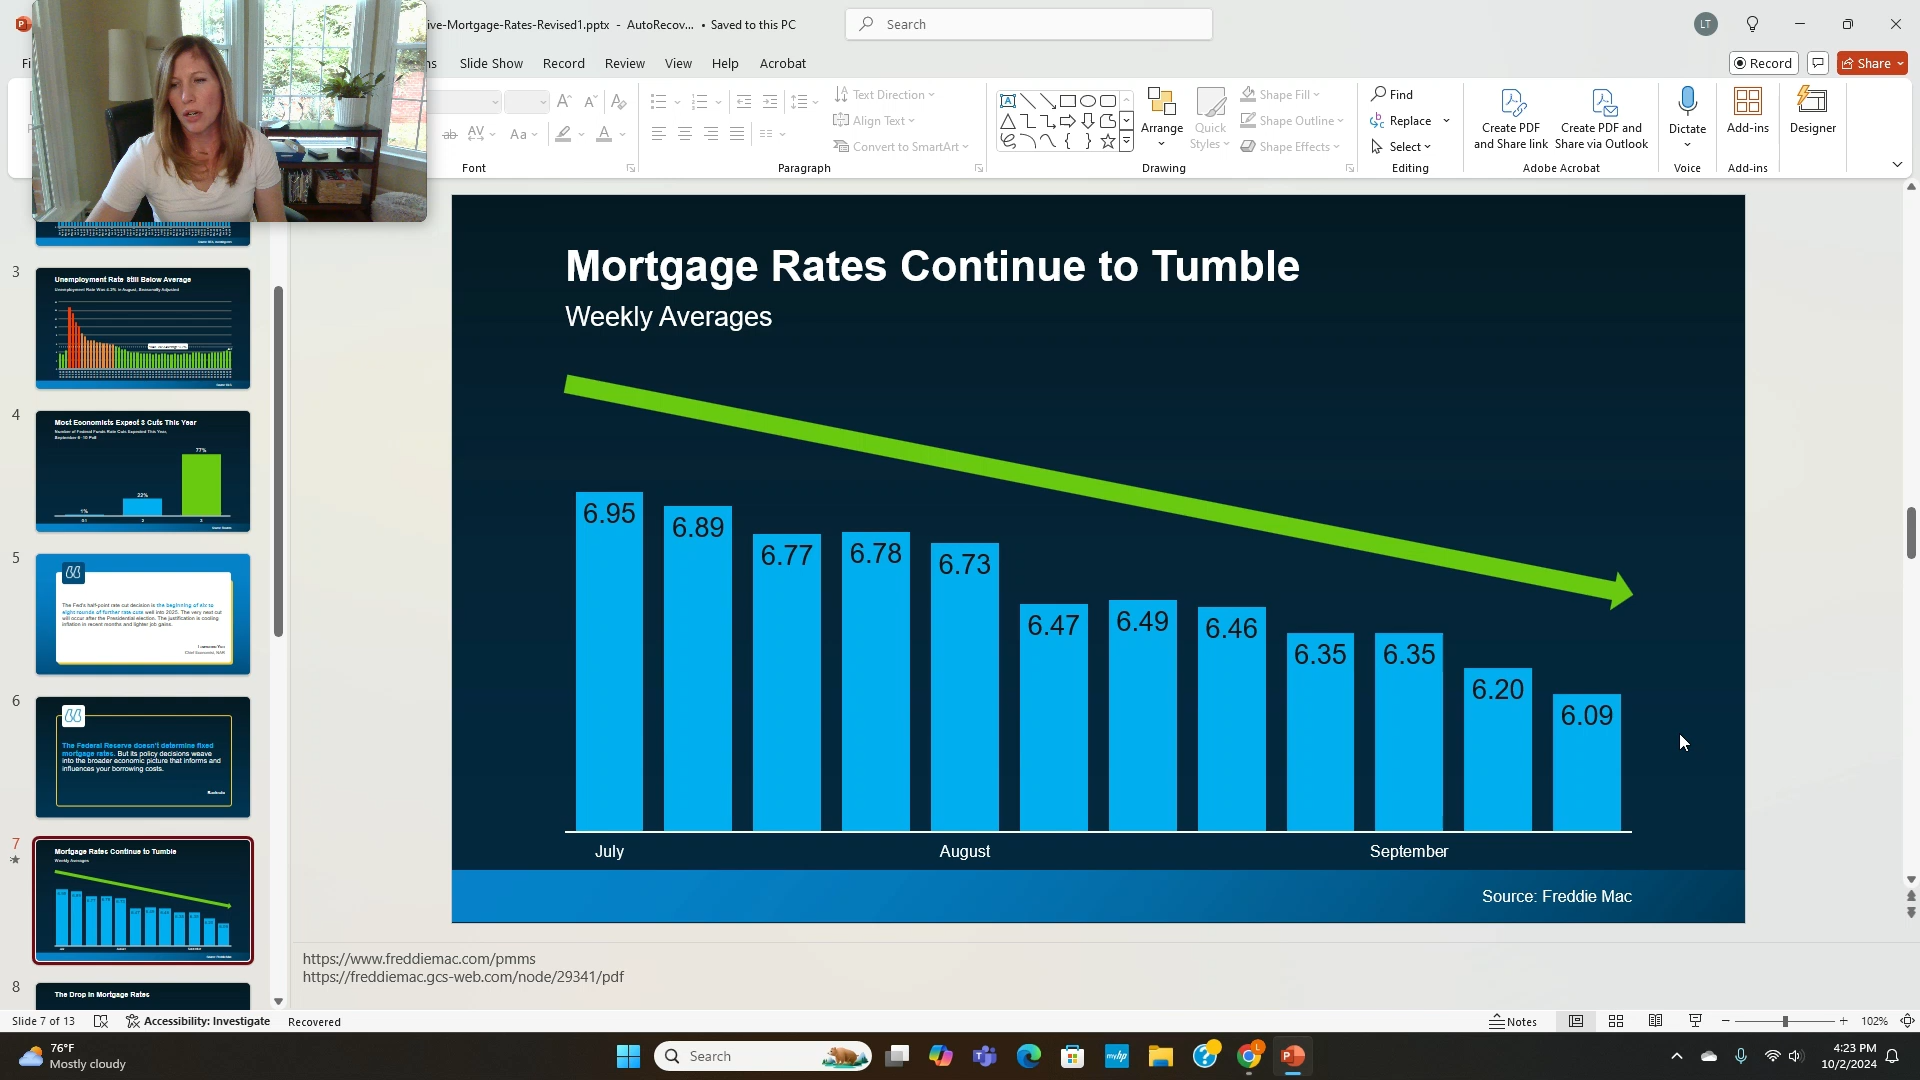 ive-Mortgage-Rates-Revised1.pptx - AutoRecov... • Saved to this PC
Search
LT
Slide Show Record Review View Help Acrobat
Record
Share
Aa
Font
Text Direction
Align Text
Convert to SmartArt
Paragraph
Arrange
Quick
Styles
Shape Fill
Shape Outline
Shape Effects
Drawing
Find
Replace
Select
Editing
Create PDF
and Share link
Create PDF and
Share via Outlook
Adobe Acrobat
Dictate
Voice
Add-ins
Add-ins
Designer
3
Unemployment Rate Still Below Average
Unemployment Rate Was 4.2% in August, Seasonally Adjusted
4
Most Economists Expect 3 Cuts This Year
Number of Federal Funds Rate Cuts Expected This Year,
September 6-10 Poll
1%
22%
77%
5
The Fed's half-point rate cut decision is the beginning of six to
eight rounds of further rate cuts well into 2025. The very next cut
will occur after the Presidential election. The justification is cooling
inflation in recent months and lighter job gains.
Lawrence Yun
Chief Economist, NAR
6
The Federal Reserve doesn't determine fixed
mortgage rates. But its policy decisions weave
into the broader economic picture that informs and
influences your borrowing costs.
Bankrate
7
Mortgage Rates Continue to Tumble
Weekly Averages
8
The Drop in Mortgage Rates
Mortgage Rates Continue to Tumble
Weekly Averages
6.95
6.89
6.77
6.78
6.73
6.47
6.49
6.46
6.35
6.35
6.20
6.09
July
August
September
Source: Freddie Mac
https://www.freddiemac.com/pmms
https://freddiemac.gcs-web.com/node/29341/pdf
Slide 7 of 13
Accessibility: Investigate
Recovered
Notes
102%
76°F
Mostly cloudy
Search
4:23 PM
10/2/2024